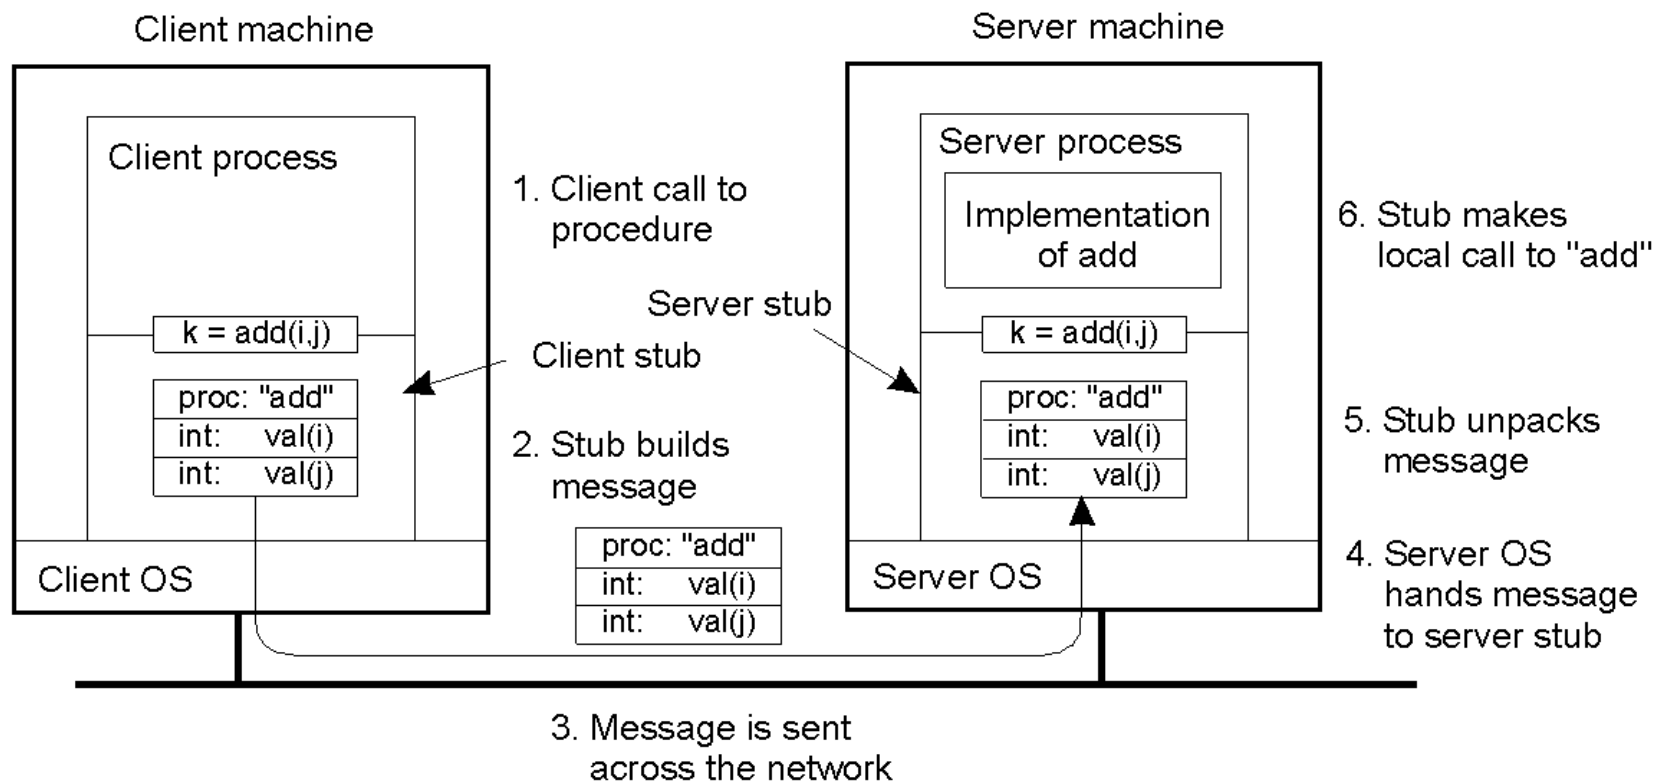 Client machine
Server machine
Client process
1. Client call to
procedure
k = add(i,j)
Client stub
proc: "add"
int: val(i)
int: val(j)
2. Stub builds
message
proc: "add"
int: val(i)
int: val(j)
Client OS
3. Message is sent
across the network
Server process
Implementation
of add
Server stub
k = add(i,j)
proc: "add"
int: val(i)
int: val(j)
Server OS
6. Stub makes
local call to "add"
5. Stub unpacks
message
4. Server OS
hands message
to server stub